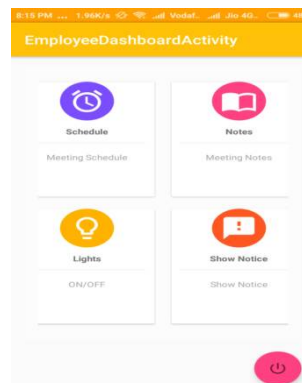 8:15 PM ... 1.96K/s Vodaf.. .all Jio 4G..
EmployeeDashboardActivity
Schedule Notes
Meeting Schedule Meeting Notes
Lights Show Notice
ON/OFF Show Notice